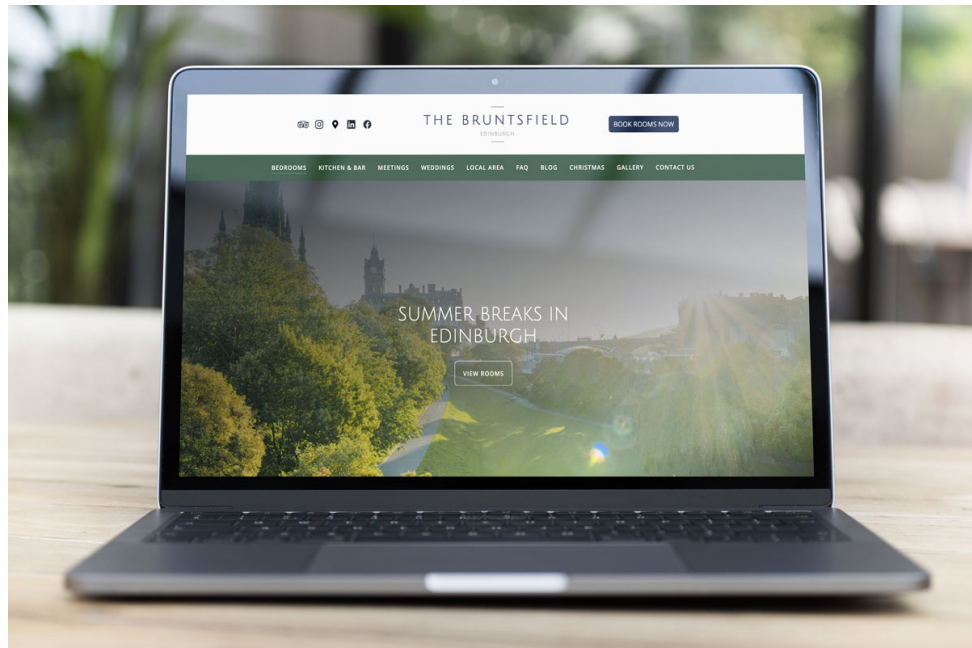 THE BRUNTSFIELD
EDINBURGH
BOOK ROOMS NOW
BEDROOMS KITCHEN & BAR MEETINGS WEDDINGS LOCAL AREA FAQ BLOG CHRISTMAS GALLERY CONTACT US
SUMMER BREAKS IN
EDINBURGH
VIEW ROOMS